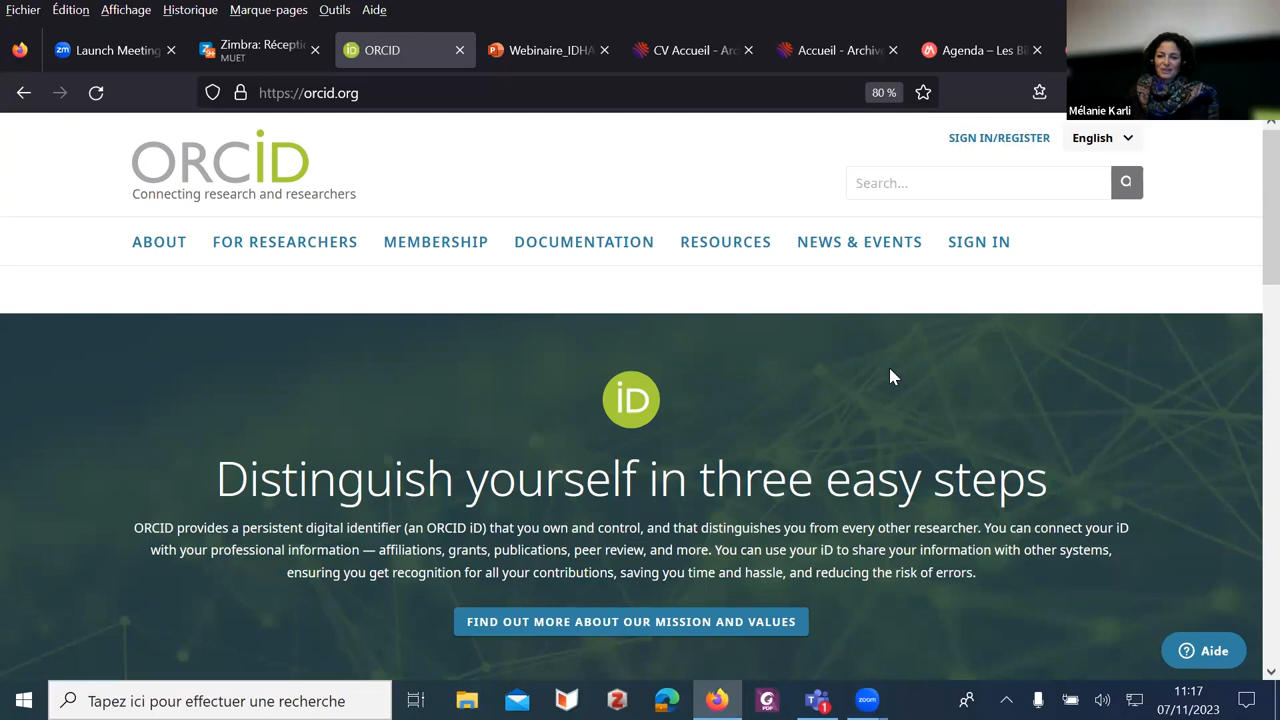 Fichier Édition Affichage Historique Marque-pages Outils Aide
zm Launch Meeting
Zimbra: Récepti
MUET
iD ORCID
Webinaire_IDHA
CV Accueil - Arc
Accueil - Archiv
Agenda – Les Bi
https://orcid.org
80 %
Mélanie Karli
SIGN IN/REGISTER
English
ORCiD
Connecting research and researchers
Search...
ABOUT FOR RESEARCHERS MEMBERSHIP DOCUMENTATION RESOURCES NEWS & EVENTS SIGN IN
iD
Distinguish yourself in three easy steps
ORCID provides a persistent digital identifier (an ORCID iD) that you own and control, and that distinguishes you from every other researcher. You can connect your iD
with your professional information — affiliations, grants, publications, peer review, and more. You can use your iD to share your information with other systems,
ensuring you get recognition for all your contributions, saving you time and hassle, and reducing the risk of errors.
FIND OUT MORE ABOUT OUR MISSION AND VALUES
Aide
Tapez ici pour effectuer une recherche
zoom
11:17
07/11/2023